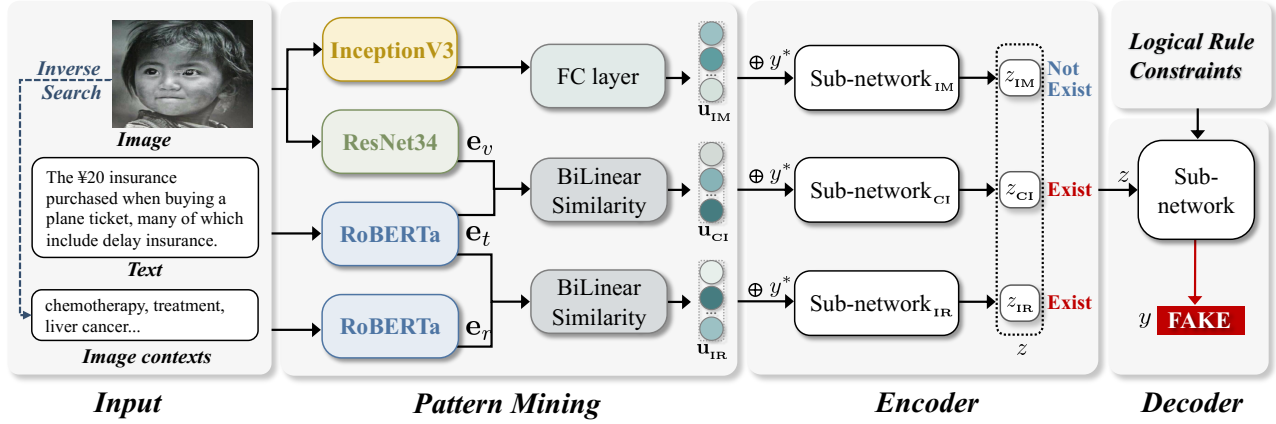 Inverse
Search
Image
The ¥20 insurance
purchased when buying a
plane ticket, many of which
include delay insurance.
Text
chemotherapy, treatment,
liver cancer...
Image contexts
Input
InceptionV3
ResNet34
RoBERTa
RoBERTa
e_v
e_t
e_r
FC layer
BiLinear
Similarity
BiLinear
Similarity
...
u_IM
...
u_CI
...
u_IR
Pattern Mining
⊕ y*
Sub-network_IM
z_IM
Not
Exist
⊕ y*
Sub-network_CI
z_CI
Exist
⊕ y*
Sub-network_IR
z_IR
Exist
z
Encoder
Logical Rule
Constraints
z
Sub-
network
y FAKE
Decoder